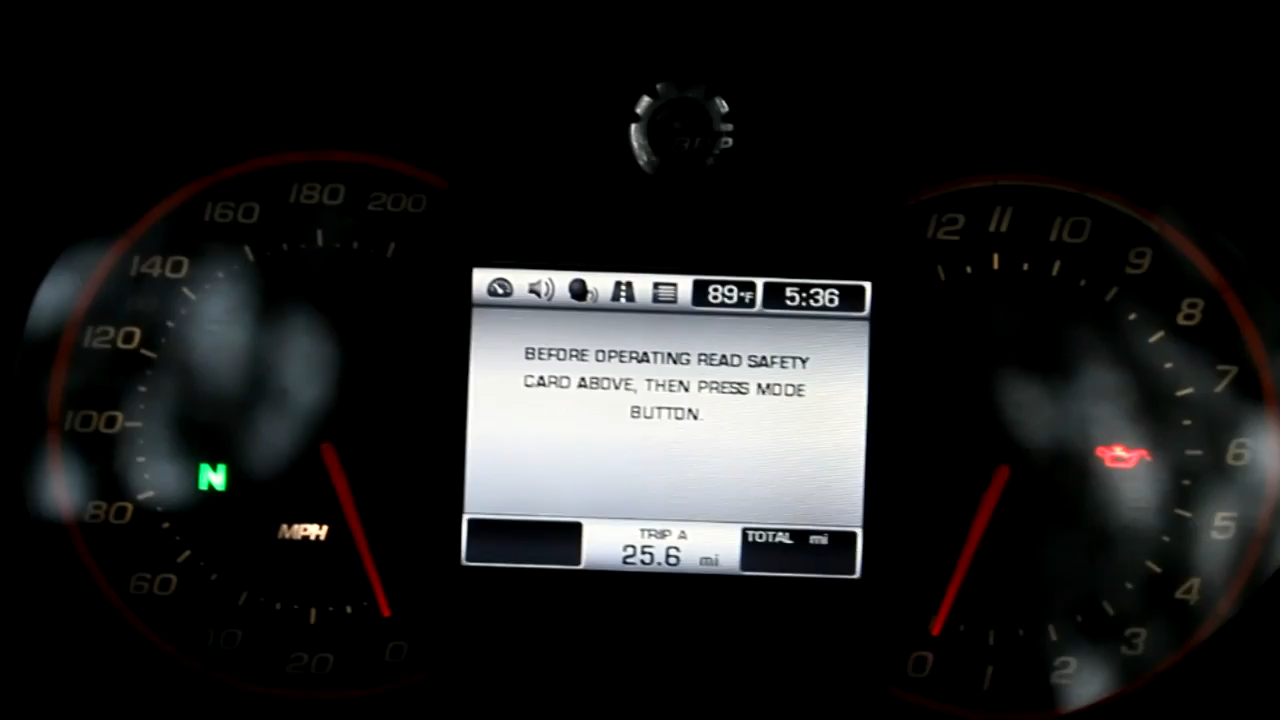 P
160 180 200
140
120
100
80
60
20
0
N
MPH
89°F 5:36
BEFORE OPERATING READ SAFETY
CARD ABOVE, THEN PRESS MODE
BUTTON.
TRIP A
25.6 mi
TOTAL mi
12 11 10
9
8
7
6
5
4
3
2
1
0